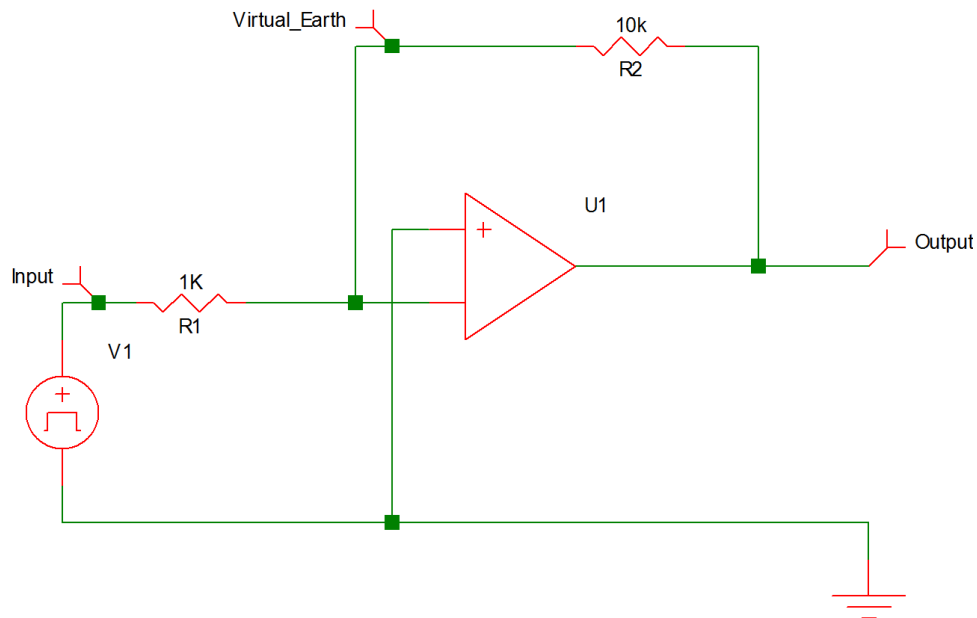 Virtual_Earth
10k
R2
U1
+
Output
Input
1K
R1
V1
+